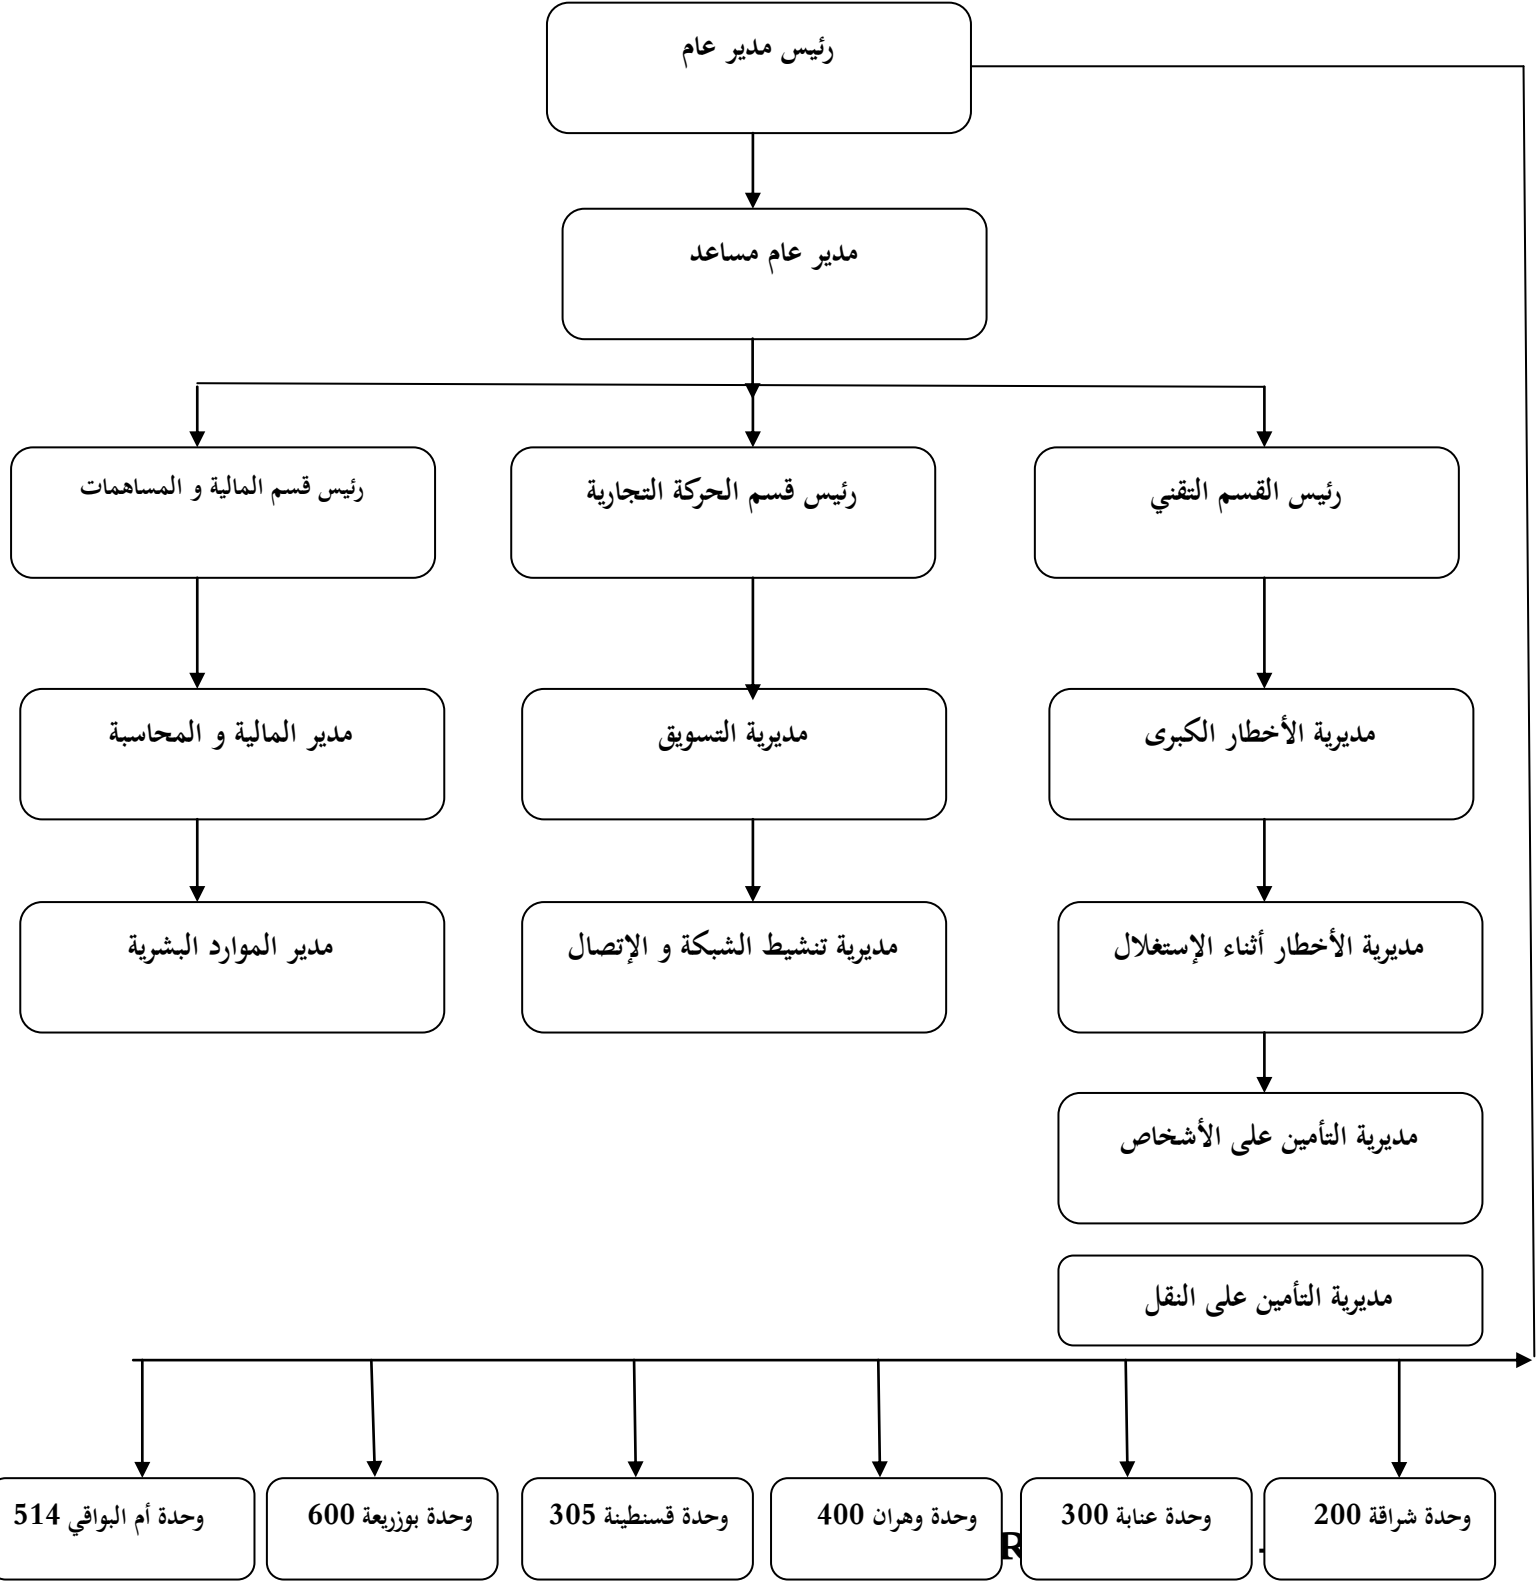 رئيس مدير عام
مدير عام مساعد
رئيس القسم التقني
رئيس قسم الحركة التجارية
رئيس قسم المالية و المساهمات
مديرية الأخطار الكبرى
مديرية التسويق
مدير المالية و المحاسبة
مديرية الأخطار أثناء الإستغلال
مديرية تنشيط الشبكة و الإتصال
مدير الموارد البشرية
مديرية التأمين على الأشخاص
مديرية التأمين على النقل
وحدة شراقة 200
وحدة عنابة 300
وحدة وهران 400
وحدة قسنطينة 305
وحدة بوزريعة 600
وحدة أم البواقي 514